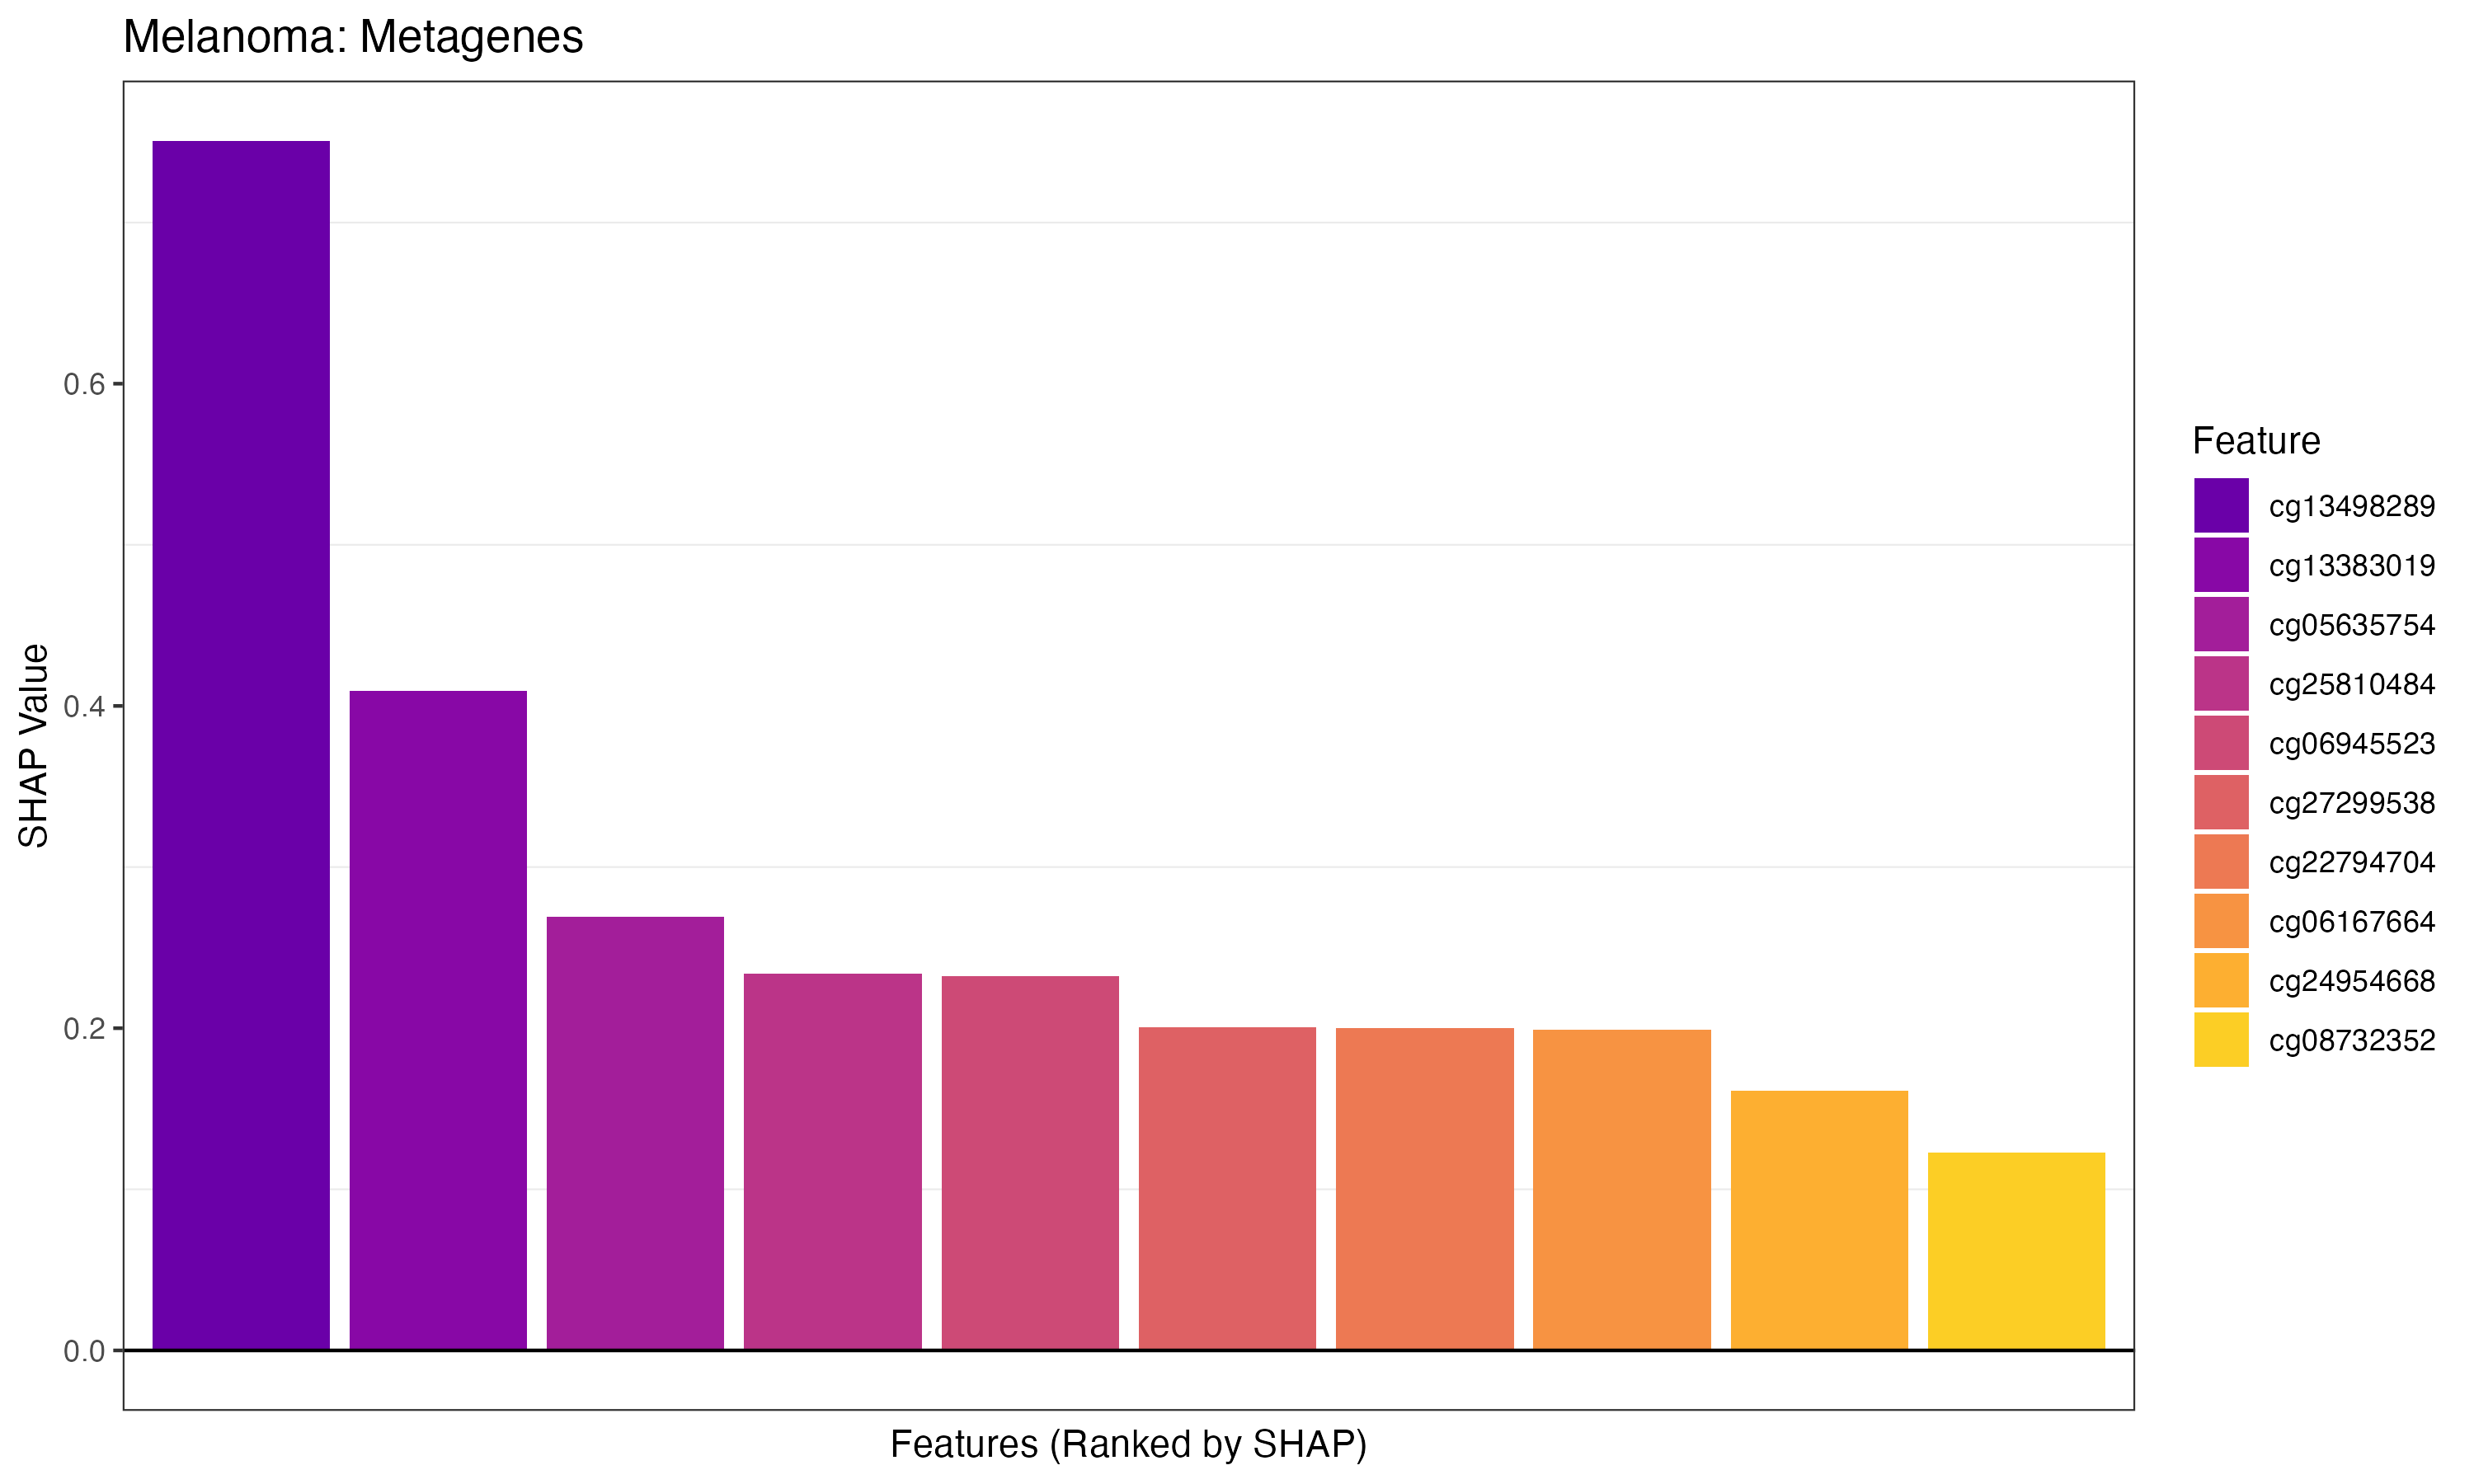 Melanoma: Metagenes
SHAP Value
0.6
0.4
0.2
0.0
Features (Ranked by SHAP)
Feature
cg13498289
cg13383019
cg05635754
cg25810484
cg06945523
cg27299538
cg22794704
cg06167664
cg24954668
cg08732352